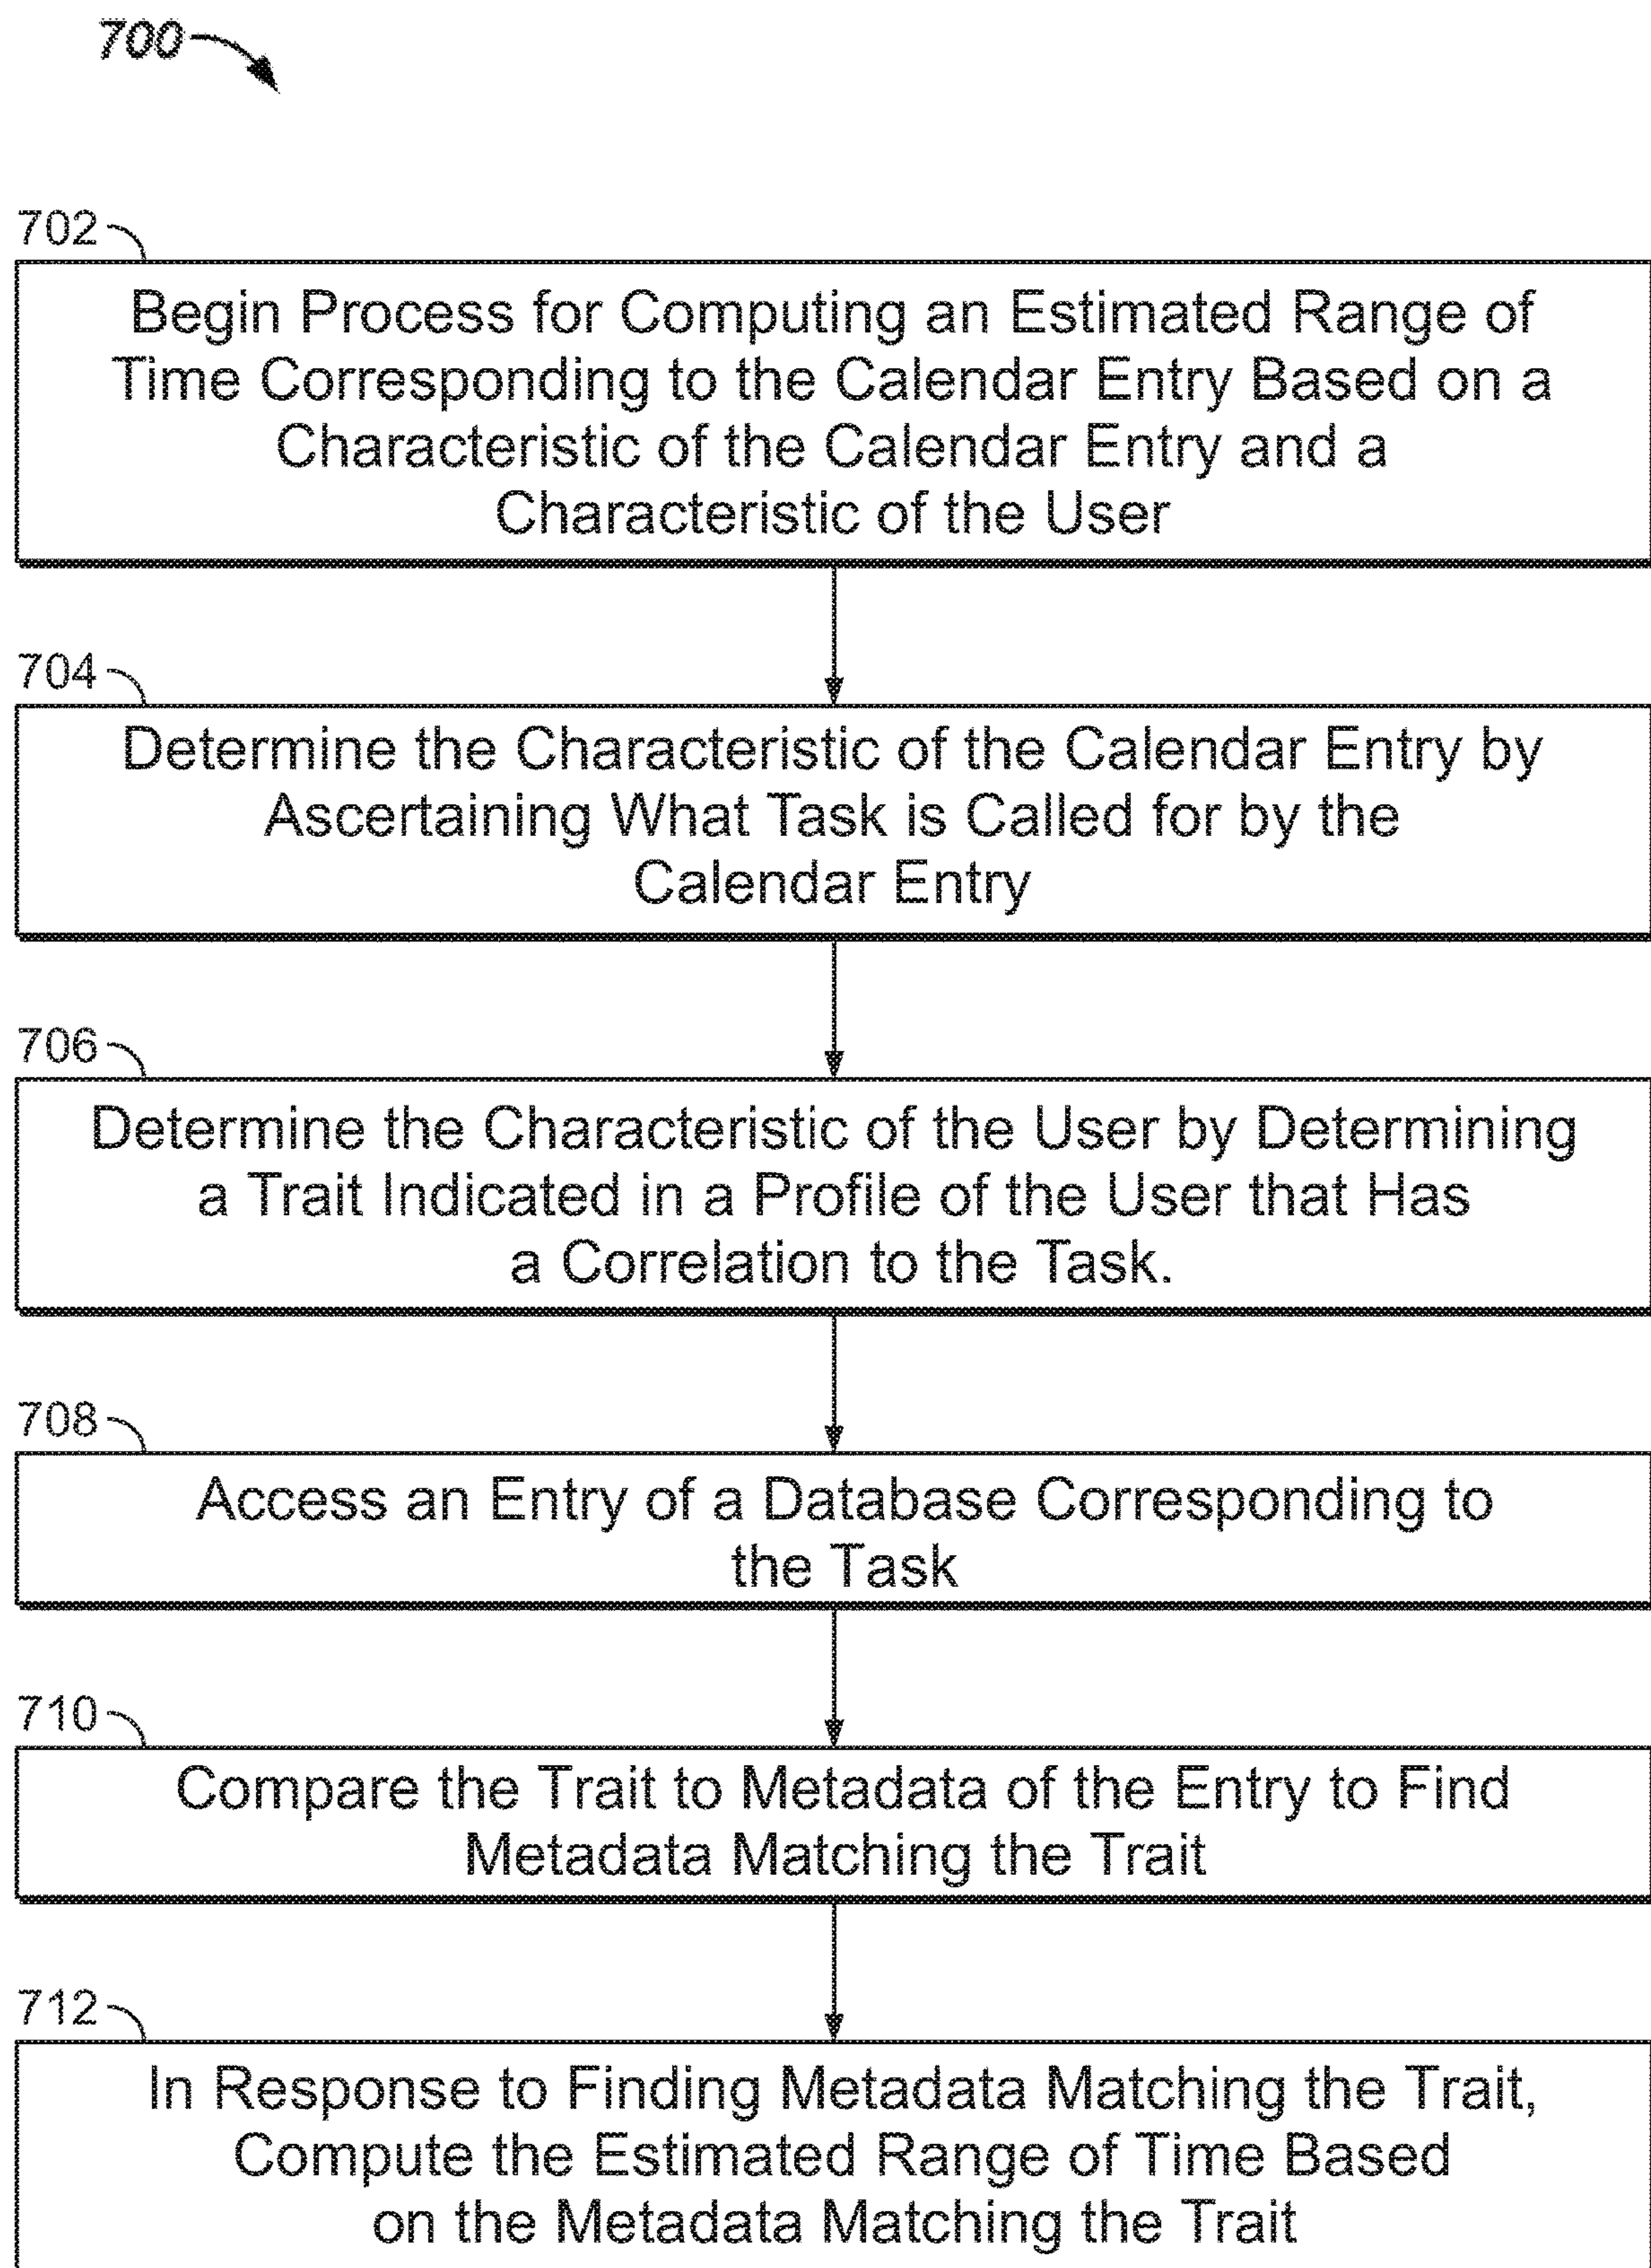 700
702
Begin Process for Computing an Estimated Range of
Time Corresponding to the Calendar Entry Based on a
Characteristic of the Calendar Entry and a
Characteristic of the User
704
Determine the Characteristic of the Calendar Entry by
Ascertaining What Task is Called for by the
Calendar Entry
706
Determine the Characteristic of the User by Determining
a Trait Indicated in a Profile of the User that Has
a Correlation to the Task.
708
Access an Entry of a Database Corresponding to
the Task
710
Compare the Trait to Metadata of the Entry to Find
Metadata Matching the Trait
712
In Response to Finding Metadata Matching the Trait,
Compute the Estimated Range of Time Based
on the Metadata Matching the Trait